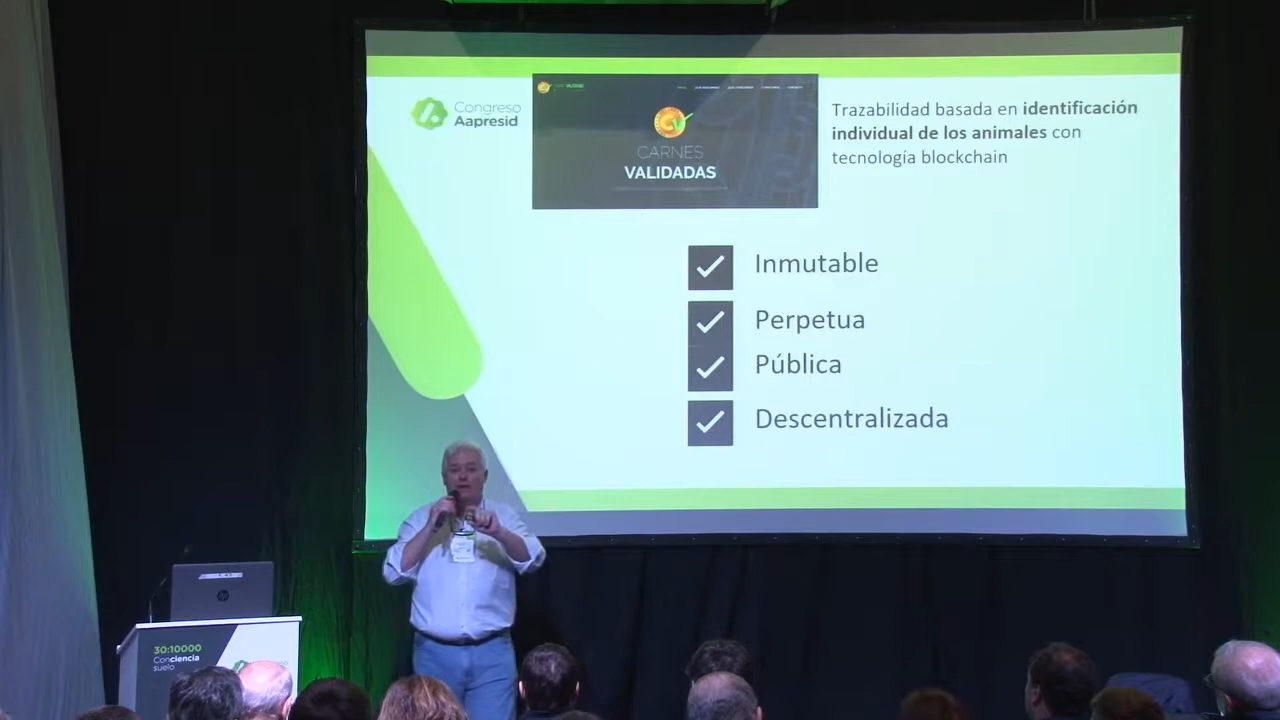 Congreso
Aapresid
CARNES
VALIDADAS
Trazabilidad basada en identificación
individual de los animales con
tecnología blockchain
Inmutable
Perpetua
Pública
Descentralizada
hp
30:10000
Conciencia
suelo